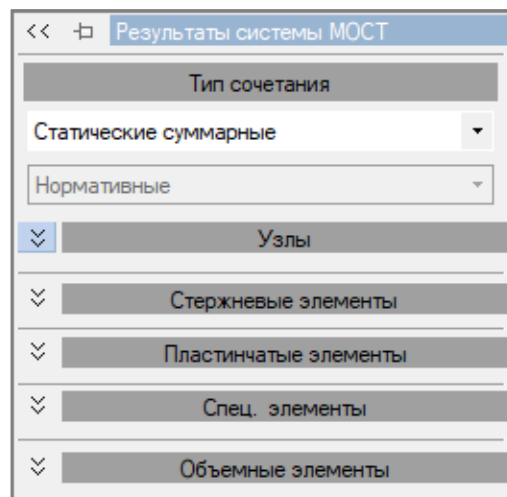 Результаты системы МОСТ
Тип сочетания
Статические суммарные
Нормативные
Узлы
Стержневые элементы
Пластинчатые элементы
Спец. элементы
Объемные элементы